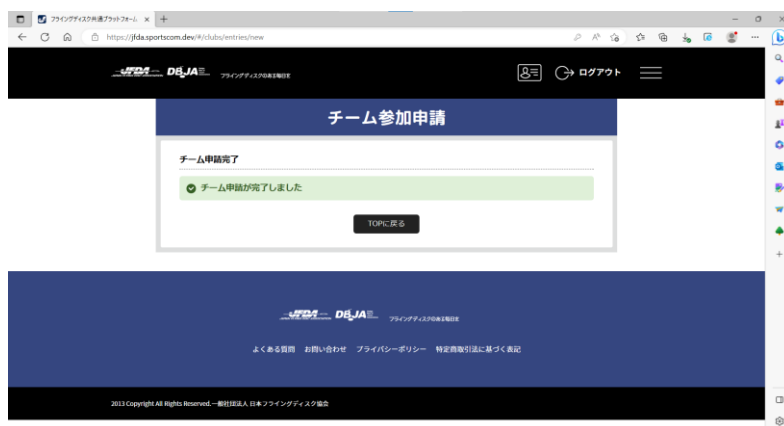 フライングディスク共通プラットフォーム
https://jfda.sportscom.dev/#/clubs/entries/new
JFDA DBJA
ログアウト
チーム参加申請
チーム申請完了
チーム申請が完了しました
TOPに戻る
JFDA DBJA
よくある質問 お問い合わせ プライバシーポリシー 特定商取引法に基づく表記
2013 Copyright All Rights Reserved.一般社団法人 日本フライングディスク協会